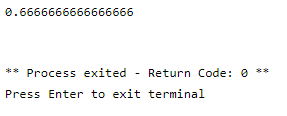 0.6666666666666666
** Process exited - Return Code: 0 **
Press Enter to exit terminal